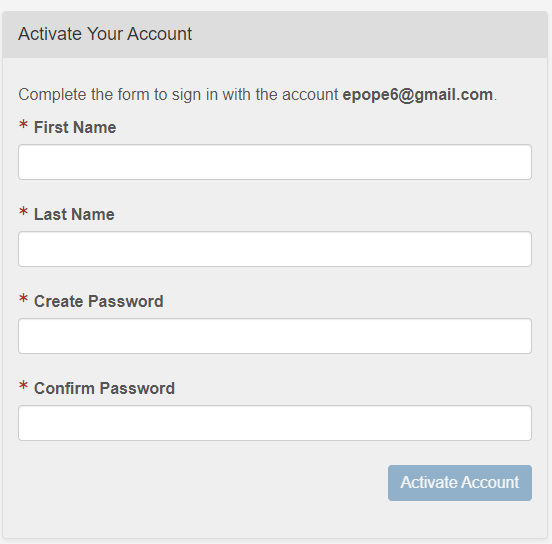 Activate Your Account
Complete the form to sign in with the account epope6@gmail.com.
* First Name
* Last Name
* Create Password
* Confirm Password
Activate Account